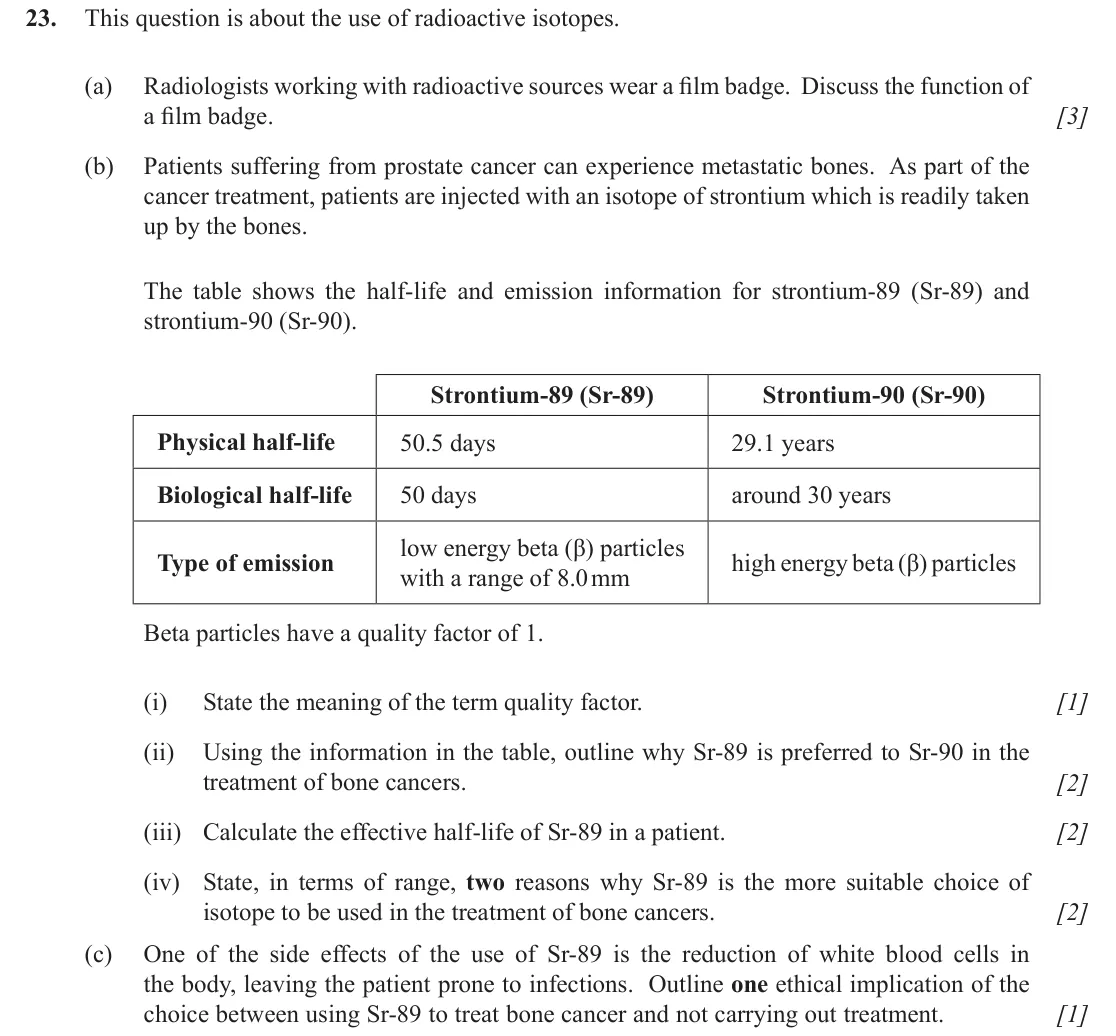 23. This question is about the use of radioactive isotopes.
(a) Radiologists working with radioactive sources wear a film badge. Discuss the function of
a film badge. [3]
(b) Patients suffering from prostate cancer can experience metastatic bones. As part of the
cancer treatment, patients are injected with an isotope of strontium which is readily taken
up by the bones.
The table shows the half-life and emission information for strontium-89 (Sr-89) and
strontium-90 (Sr-90).
Strontium-89 (Sr-89) Strontium-90 (Sr-90)
Physical half-life 50.5 days 29.1 years
Biological half-life 50 days around 30 years
Type of emission low energy beta (β) particles
with a range of 8.0 mm high energy beta (β) particles
Beta particles have a quality factor of 1.
(i) State the meaning of the term quality factor. [1]
(ii) Using the information in the table, outline why Sr-89 is preferred to Sr-90 in the
treatment of bone cancers. [2]
(iii) Calculate the effective half-life of Sr-89 in a patient. [2]
(iv) State, in terms of range, two reasons why Sr-89 is the more suitable choice of
isotope to be used in the treatment of bone cancers. [2]
(c) One of the side effects of the use of Sr-89 is the reduction of white blood cells in
the body, leaving the patient prone to infections. Outline one ethical implication of the
choice between using Sr-89 to treat bone cancer and not carrying out treatment. [1]